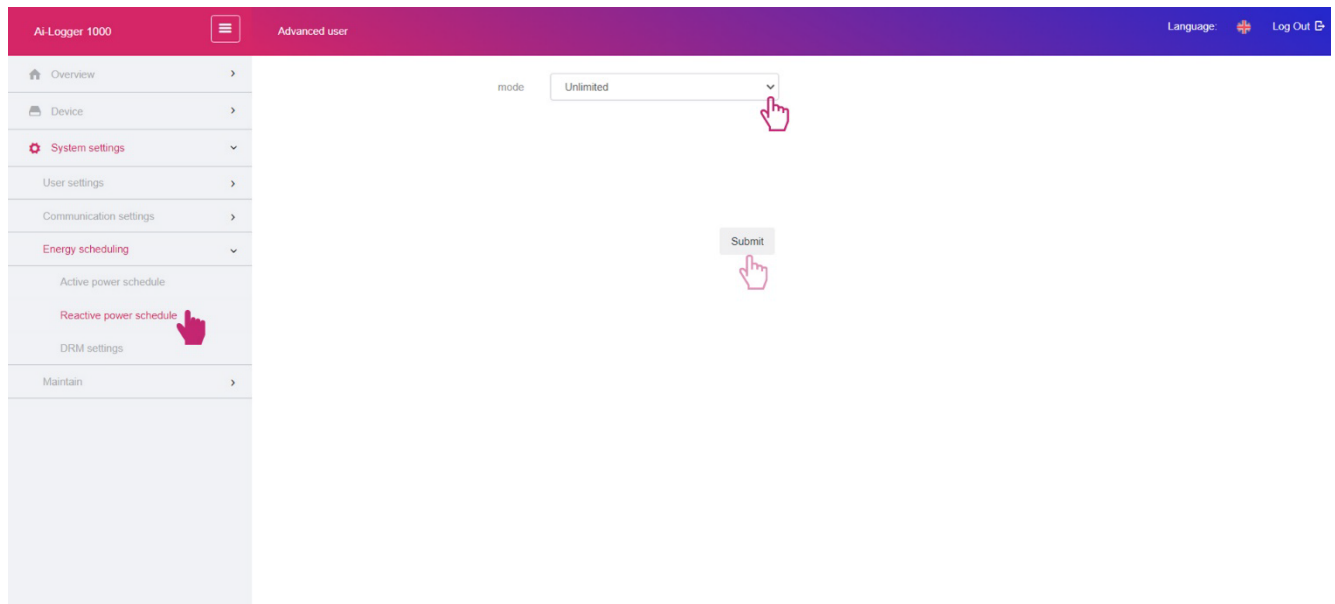 Ai-Logger 1000
Advanced user
Language:
Log Out
Overview
Device
System settings
User settings
Communication settings
Energy scheduling
Active power schedule
Reactive power schedule
DRM settings
Maintain
mode
Unlimited
Submit